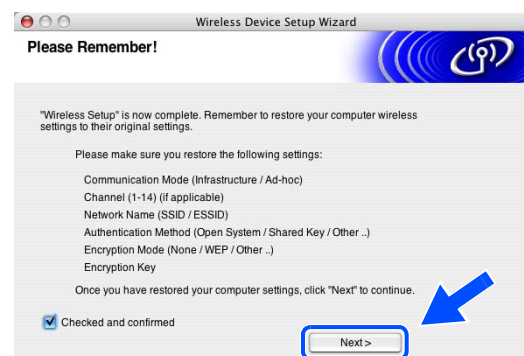 Wireless Device Setup Wizard
Please Remember!
"Wireless Setup" is now complete. Remember to restore your computer wireless
settings to their original settings.
Please make sure you restore the following settings:
Communication Mode (Infrastructure / Ad-hoc)
Channel (1-14) (if applicable)
Network Name (SSID / ESSID)
Authentication Method (Open System / Shared Key / Other ..)
Encryption Mode (None / WEP / Other ..)
Encryption Key
Once you have restored your computer settings, click "Next" to continue.
Checked and confirmed
Next >